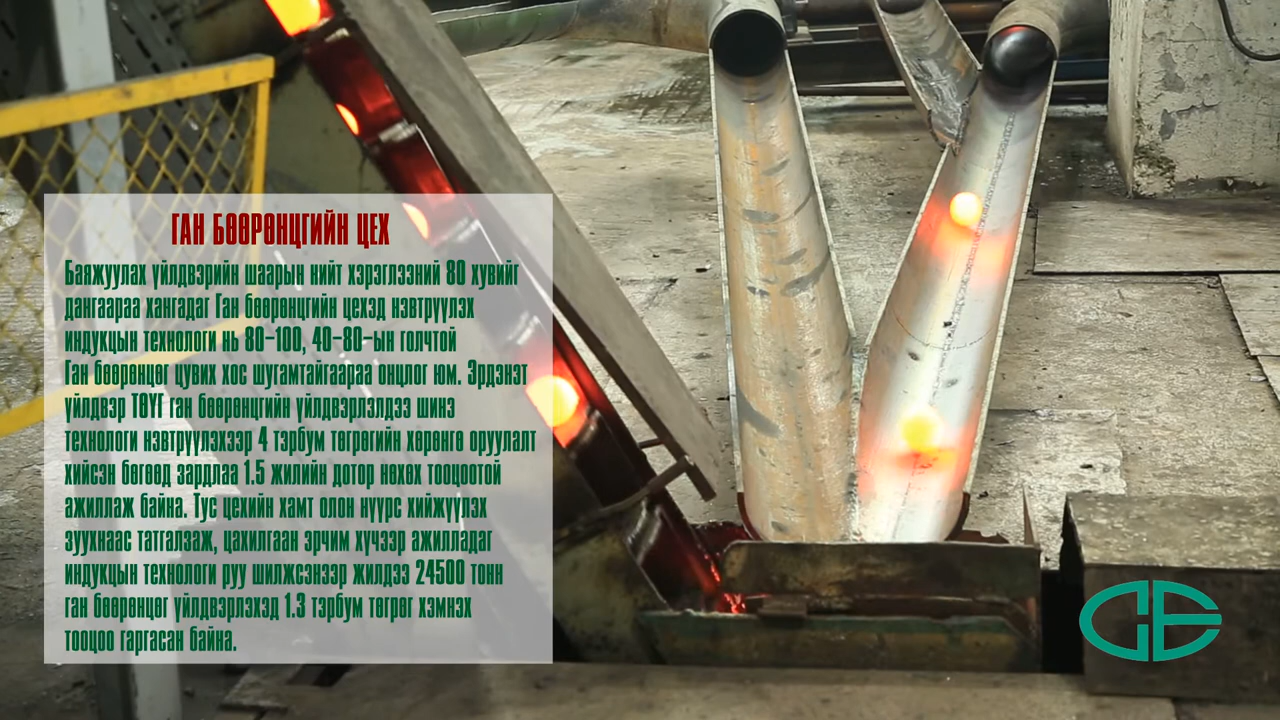 ГАН БӨӨРӨНЦГИЙН ЦЕХ
Баяжуулах үйлдвэрийн шаарын нийт хэрэглээний 80 хувийг
дангаараа хангадаг Ган бөөрөнцгийн цехэд нэвтрүүлэх
индукцын технологи нь 80-100, 40-80-ын голчтой
Ган бөөрөнцөг цувих хос шугамтайгаараа онцлог юм. Эрдэнэт
үйлдвэр ТӨҮГ ган бөөрөнцгийн үйлдвэрлэлдээ шинэ
технологи нэвтрүүлэхээр 4 тэрбум төгрөгийн хөрөнгө оруулалт
хийсэн бөгөөд зардлаа 1.5 жилийн дотор нөхөх тооцоотой
ажиллаж байна. Тус цехийн хамт олон нүүрс хийжүүлэх
зуухнаас татгалзаж, цахилгаан эрчим хүчээр ажилладаг
индукцын технологи руу шилжсэнээр жилдээ 24500 тонн
ган бөөрөнцөг үйлдвэрлэхэд 1.3 тэрбум төгрөг хэмнэх
тооцоо гаргасан байна.